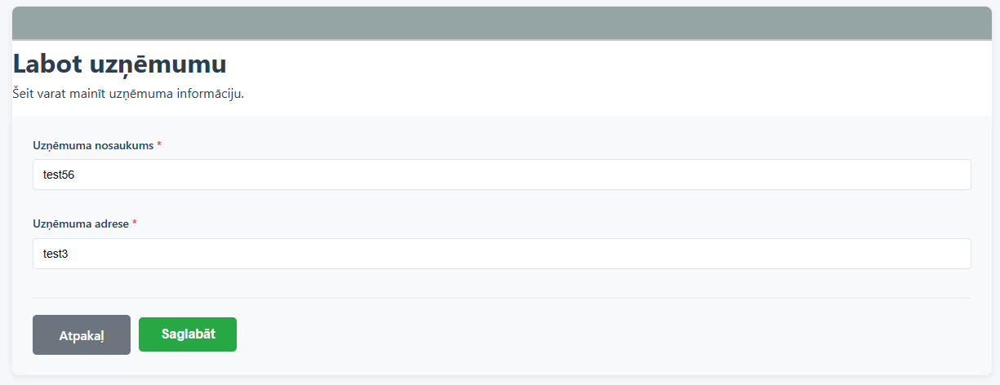 Labot uzņēmumu
Šeit varat mainīt uzņēmuma informāciju.
Uzņēmuma nosaukums *
test56
Uzņēmuma adrese *
test3
Atpakaļ Saglabāt